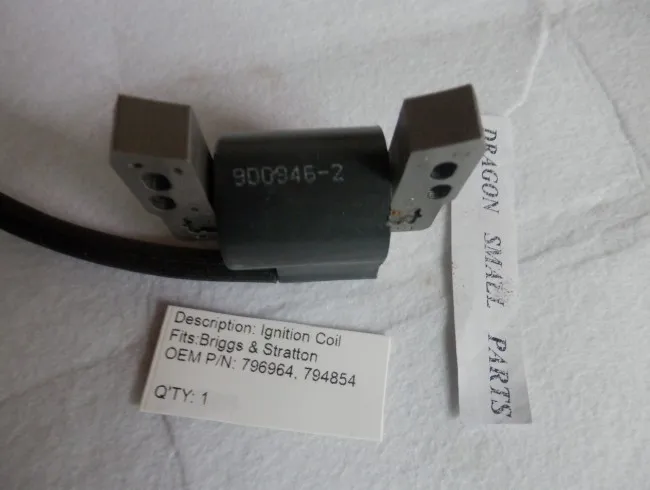 9D0946-2
Description: Ignition Coil
Fits:Briggs & Stratton
OEM P/N: 796964, 794854
Q'TY: 1
DRAGON SMALL PARTS